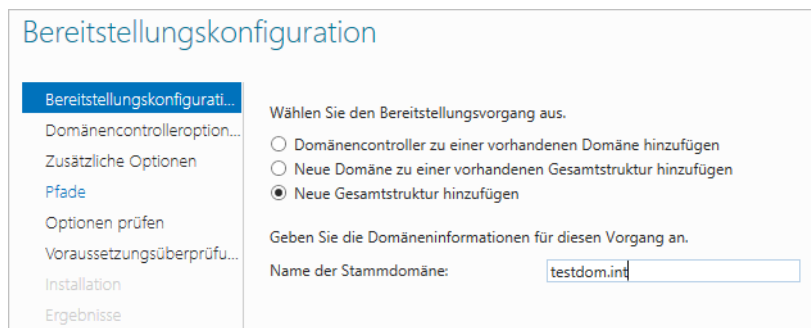 Bereitstellungskonfiguration
Bereitstellungskonfigurati...
Domänencontrolleroption...
Zusätzliche Optionen
Pfade
Optionen prüfen
Voraussetzungsüberprüfu...
Installation
Ergebnisse
Wählen Sie den Bereitstellungsvorgang aus.
Domänencontroller zu einer vorhandenen Domäne hinzufügen
Neue Domäne zu einer vorhandenen Gesamtstruktur hinzufügen
Neue Gesamtstruktur hinzufügen
Geben Sie die Domäneninformationen für diesen Vorgang an.
Name der Stammdomäne: testdom.int